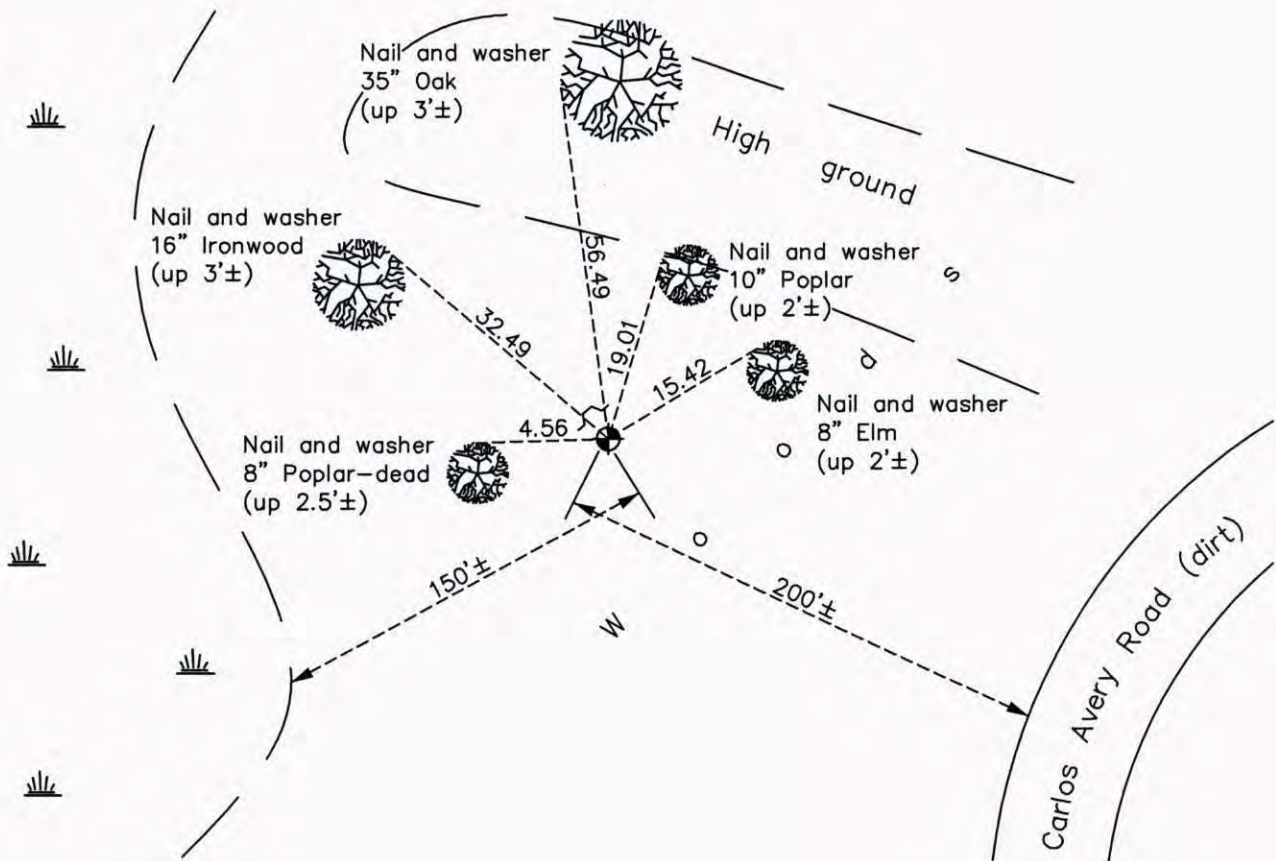 Nail and washer
35" Oak
(up 3'±)
High ground
Nail and washer
16" Ironwood
(up 3'±)
56.49
Nail and washer
10" Poplar
(up 2'±)
32.49
19.01
15.42
Nail and washer
8" Elm
(up 2'±)
4.56
Nail and washer
8" Poplar-dead
(up 2.5'±)
W o o d s
150'±
200'±
Carlos Avery Road (dirt)